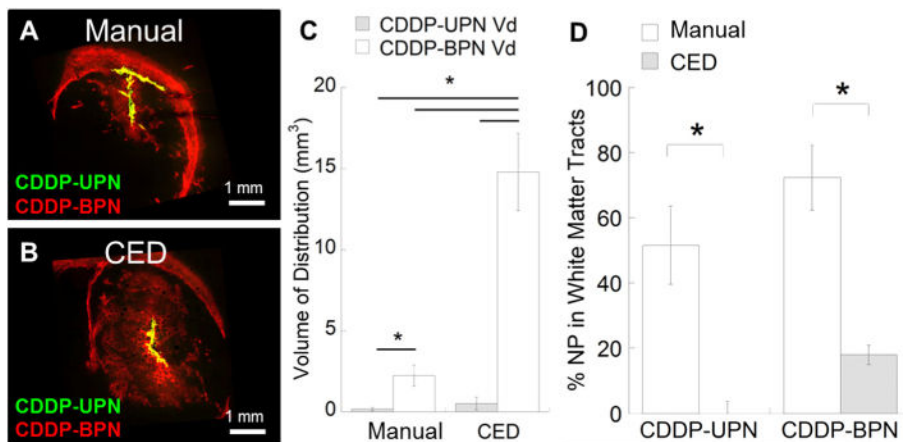 A
Manual
CDDP-UPN
CDDP-BPN
1 mm
B
CED
CDDP-UPN
CDDP-BPN
1 mm
C
CDDP-UPN Vd
CDDP-BPN Vd
Volume of Distribution (mm³)
20
15
10
5
0
*
*
Manual
CED
D
Manual
CED
% NP in White Matter Tracts
100
80
60
40
20
0
*
*
CDDP-UPN
CDDP-BPN